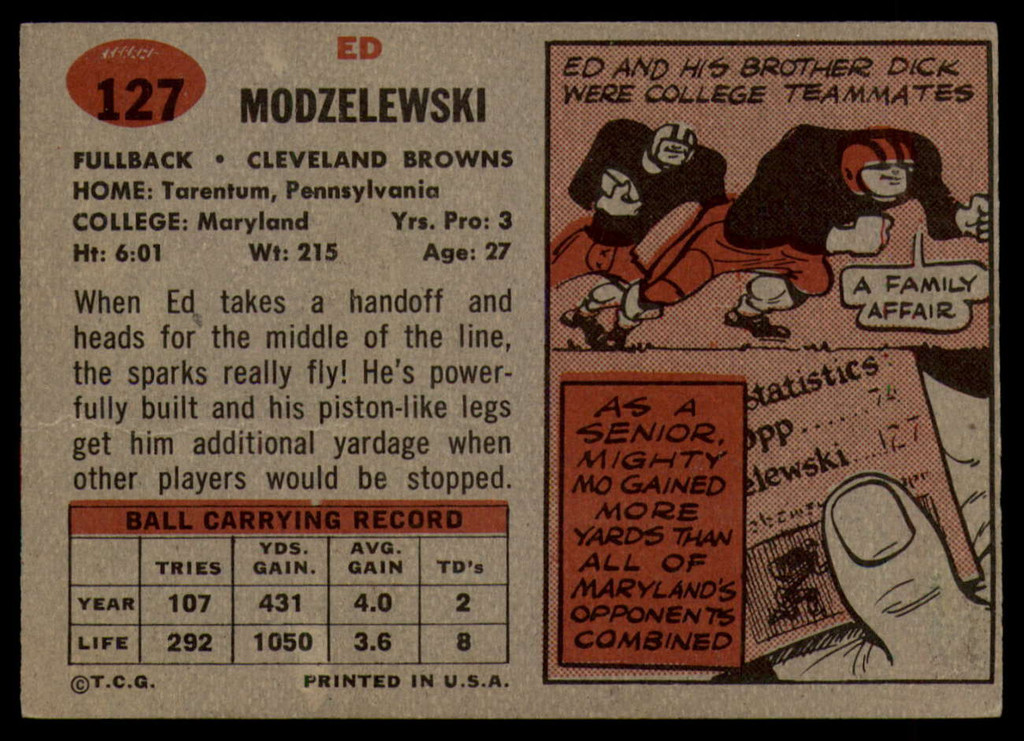 127
ED
MODZELEWSKI
FULLBACK • CLEVELAND BROWNS
HOME: Tarentum, Pennsylvania
COLLEGE: Maryland Yrs. Pro: 3
Ht: 6:01 Wt: 215 Age: 27
When Ed takes a handoff and
heads for the middle of the line,
the sparks really fly! He's power-
fully built and his piston-like legs
get him additional yardage when
other players would be stopped.
BALL CARRYING RECORD
TRIES YDS. GAIN. AVG. GAIN TD's
YEAR 107 431 4.0 2
LIFE 292 1050 3.6 8
©T.C.G. PRINTED IN U.S.A.
ED AND HIS BROTHER DICK
WERE COLLEGE TEAMMATES
A FAMILY
AFFAIR
AS A
SENIOR,
MIGHTY
MO GAINED
MORE
YARDS THAN
ALL OF
MARYLAND'S
OPPONENTS
COMBINED
statistics
opp.....74
elewski...127